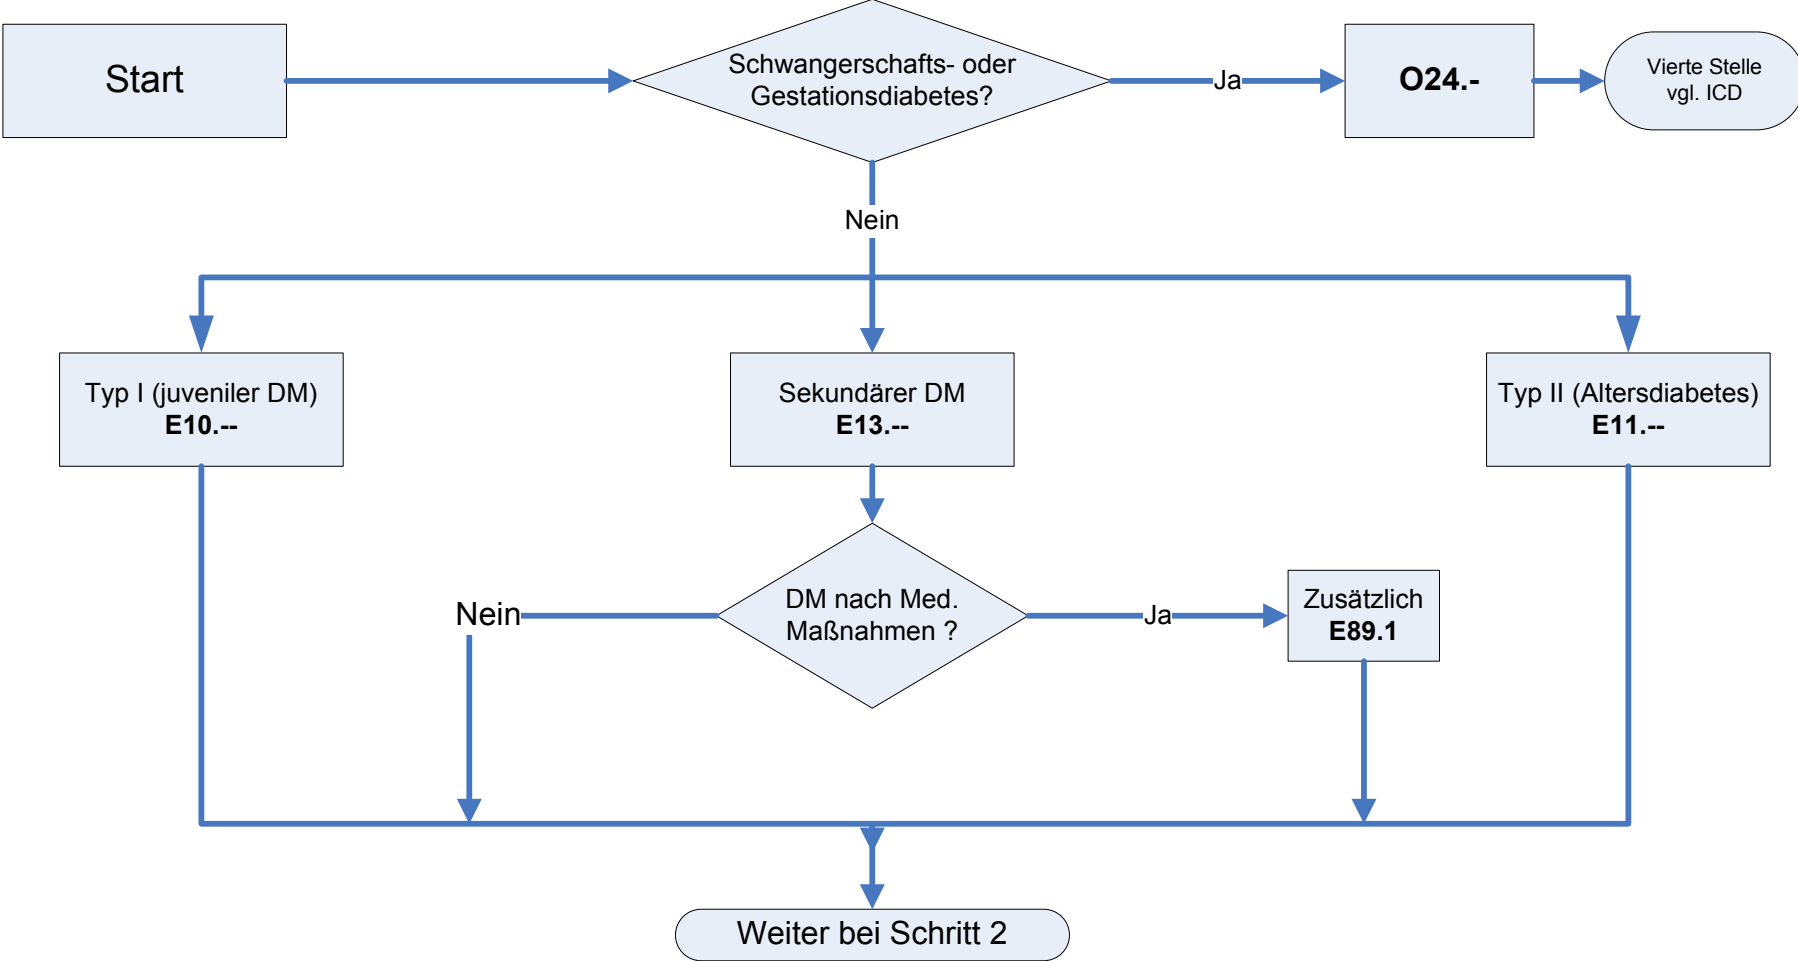 Start
Schwangerschafts- oder
Gestationsdiabetes?
Ja
O24.-
Vierte Stelle
vgl. ICD
Nein
Typ I (juveniler DM)
E10.--
Sekundärer DM
E13.--
Typ II (Altersdiabetes)
E11.--
Nein
DM nach Med.
Maßnahmen ?
Ja
Zusätzlich
E89.1
Weiter bei Schritt 2